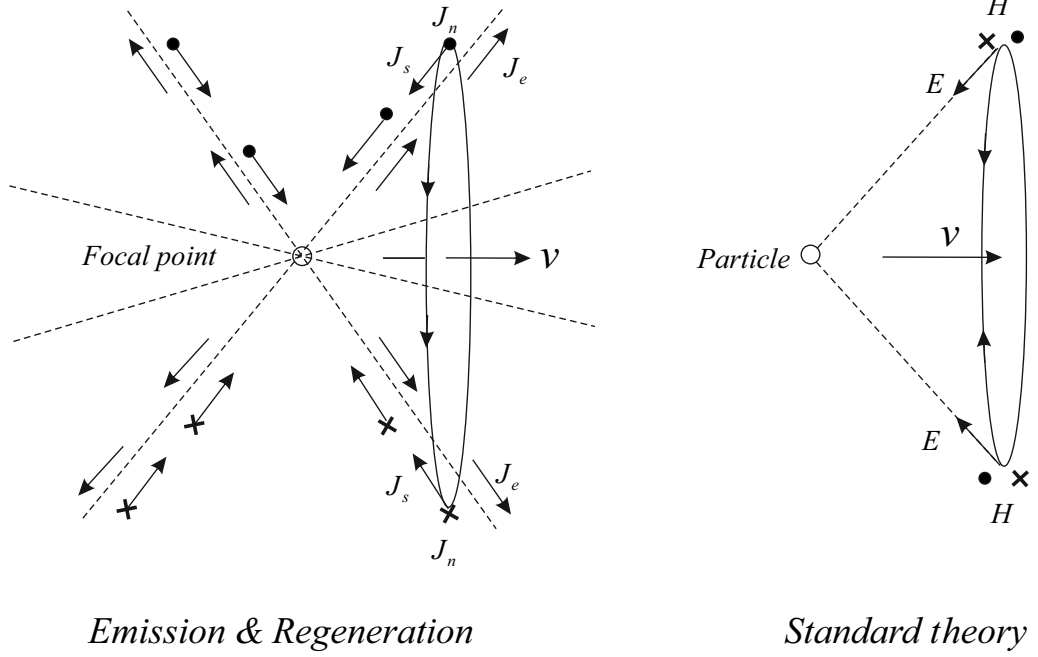 J_n
J_s
J_e
Focal point
v
J_s
J_e
J_n
Emission & Regeneration
H
E
v
Particle
E
H
Standard theory